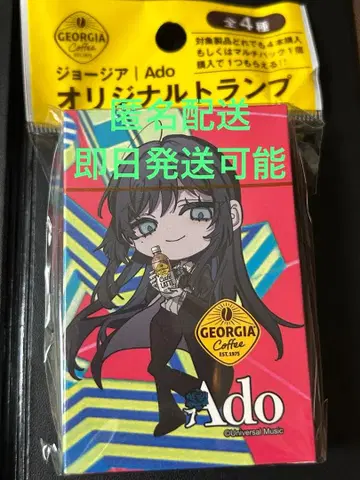 GEORGIA
Coffee
EST. 1975
全4種
対象製品どれでも4本購入
もしくはマルチパック1個
購入で1つもらえる!!
ジョージア|Ado
オリジナルトランプ
匿名配送
即日発送可能
GEORGIA
Coffee
EST. 1975
Ado
©Universal Music